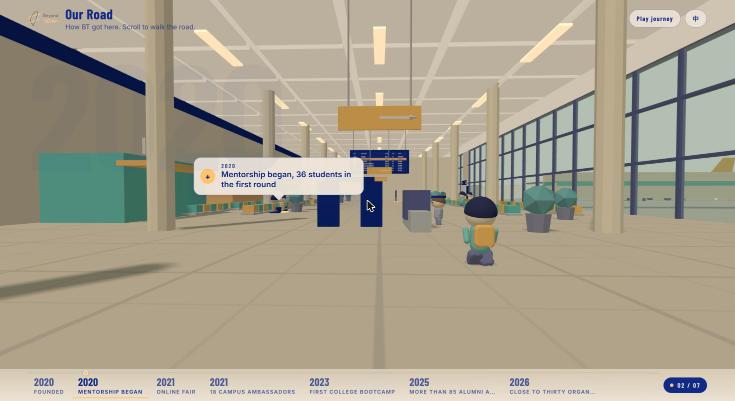 Beyond
Our Road
How BT got here. Scroll to walk the road.
Play journey
中
2020
2020
Mentorship began, 36 students in
the first round
2020
FOUNDED
2020
MENTORSHIP BEGAN
2021
ONLINE FAIR
2021
18 CAMPUS AMBASSADORS
2023
FIRST COLLEGE BOOTCAMP
2025
MORE THAN 85 ALUMNI A...
2026
CLOSE TO THIRTY ORGAN...
02 / 07